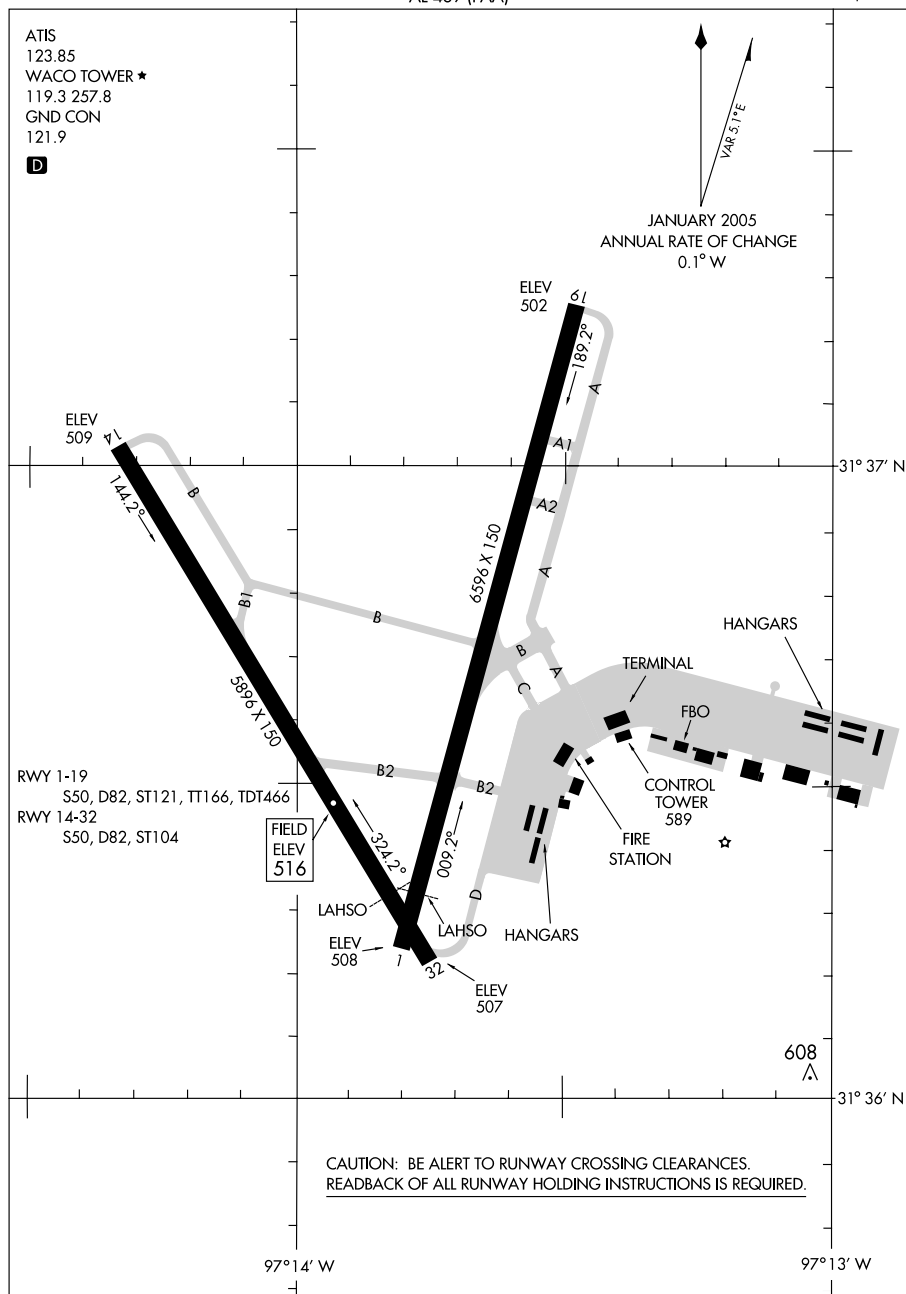 AL-439 (FAA)
ATIS
123.85
WACO TOWER
119.3 257.8
GND CON
121.9
D
VAR 5.1° E
JANUARY 2005
ANNUAL RATE OF CHANGE
0.1° W
ELEV
502
19
189.2°
A
ELEV
509
14
A1
31° 37' N
144.2°
B
A2
6596 X 150
A
B1
B
HANGARS
B
A
TERMINAL
C
5896 X 150
FBO
RWY 1-19
S50, D82, ST121, TT166, TDT466
RWY 14-32
S50, D82, ST104
B2
B2
CONTROL
TOWER
589
FIELD
ELEV
516
324.2°
009.2°
FIRE
STATION
D
LAHSO
LAHSO
HANGARS
ELEV
508
1
32
ELEV
507
608
31° 36' N
CAUTION: BE ALERT TO RUNWAY CROSSING CLEARANCES.
READBACK OF ALL RUNWAY HOLDING INSTRUCTIONS IS REQUIRED.
97°14' W
97°13' W